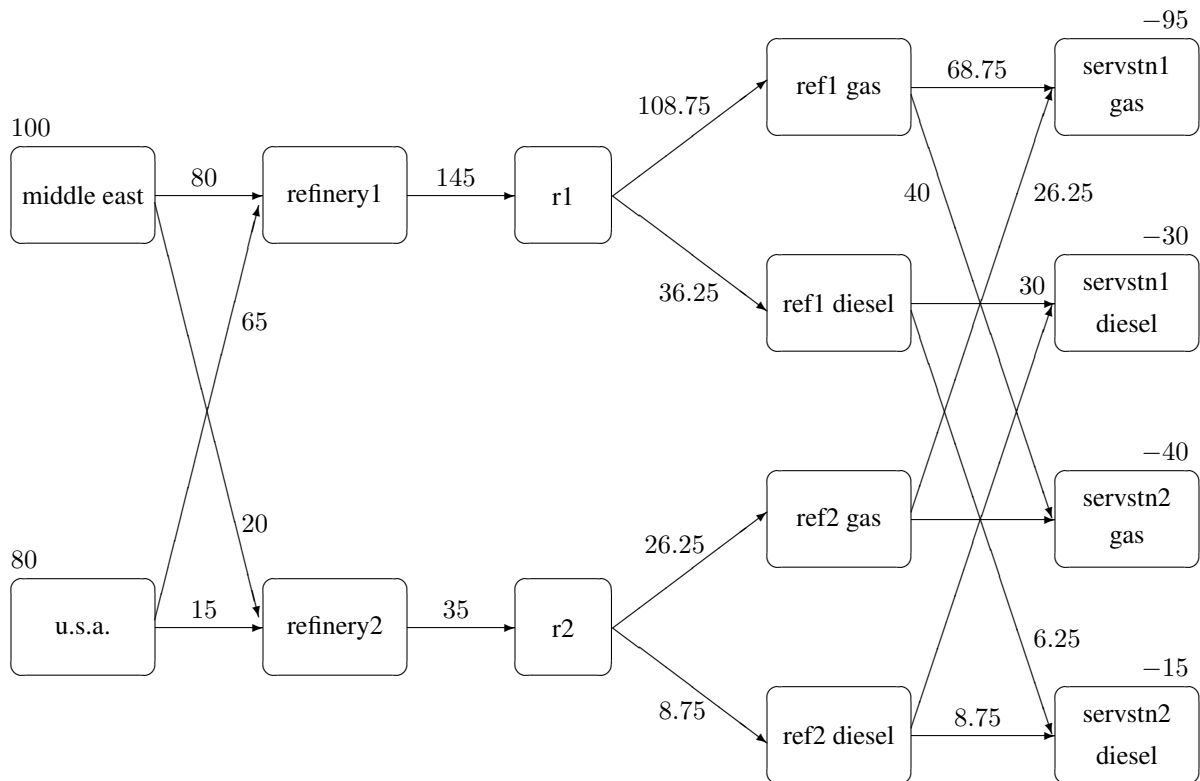 −95
68.75
ref1 gas
servstn1
gas
108.75
100
middle east
80
refinery1
145
r1
40
26.25
−30
36.25
ref1 diesel
30
servstn1
diesel
65
−40
ref2 gas
servstn2
gas
20
26.25
80
u.s.a.
15
refinery2
35
r2
6.25
−15
8.75
ref2 diesel
8.75
servstn2
diesel